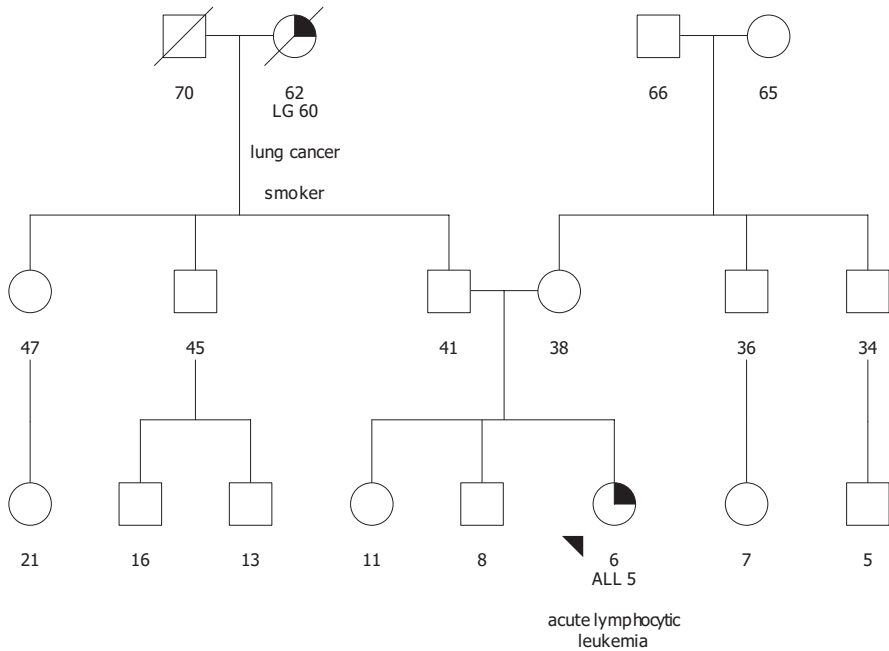 70 62 66 65
LG 60
lung cancer
smoker
47 45 41 38 36 34
21 16 13 11 8 6 7 5
ALL 5
acute lymphocytic
leukemia